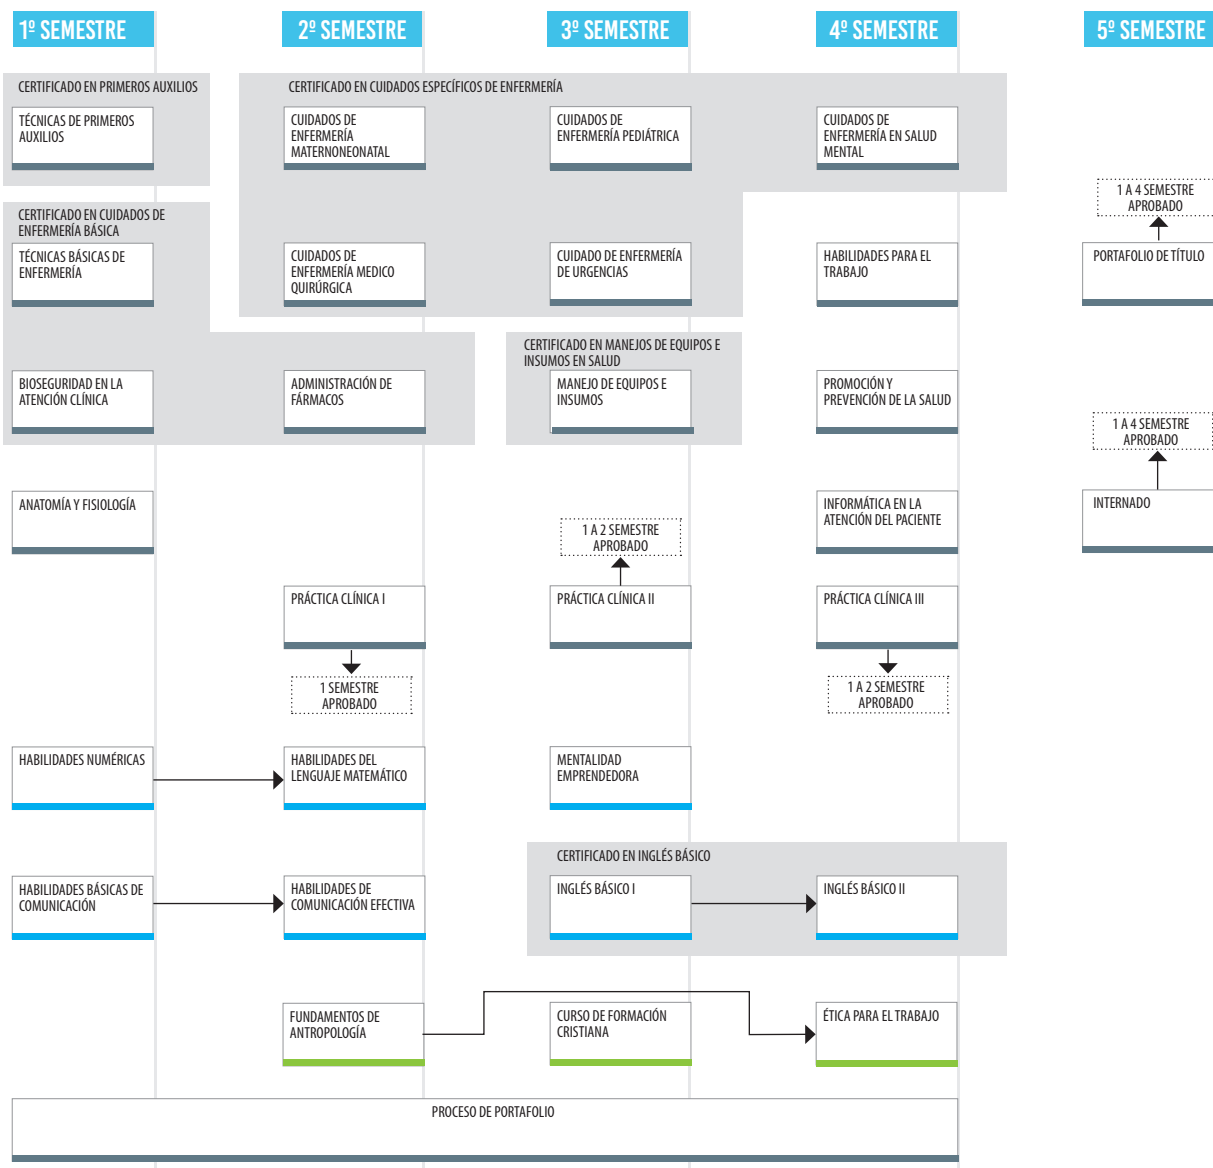 1º SEMESTRE
2º SEMESTRE
3º SEMESTRE
4º SEMESTRE
5º SEMESTRE
CERTIFICADO EN PRIMEROS AUXILIOS
CERTIFICADO EN CUIDADOS ESPECÍFICOS DE ENFERMERÍA
TÉCNICAS DE PRIMEROS
AUXILIOS
CUIDADOS DE
ENFERMERÍA
MATERNONEONATAL
CUIDADOS DE
ENFERMERÍA PEDIÁTRICA
CUIDADOS DE
ENFERMERÍA EN SALUD
MENTAL
1 A 4 SEMESTRE
APROBADO
CERTIFICADO EN CUIDADOS DE
ENFERMERÍA BÁSICA
TÉCNICAS BÁSICAS DE
ENFERMERÍA
CUIDADOS DE
ENFERMERÍA MEDICO
QUIRÚRGICA
CUIDADO DE ENFERMERÍA
DE URGENCIAS
HABILIDADES PARA EL
TRABAJO
PORTAFOLIO DE TÍTULO
CERTIFICADO EN MANEJOS DE EQUIPOS E
INSUMOS EN SALUD
BIOSEGURIDAD EN LA
ATENCIÓN CLÍNICA
ADMINISTRACIÓN DE
FÁRMACOS
MANEJO DE EQUIPOS E
INSUMOS
PROMOCIÓN Y
PREVENCIÓN DE LA SALUD
1 A 4 SEMESTRE
APROBADO
ANATOMÍA Y FISIOLOGÍA
1 A 2 SEMESTRE
APROBADO
INFORMÁTICA EN LA
ATENCIÓN DEL PACIENTE
INTERNADO
PRÁCTICA CLÍNICA I
PRÁCTICA CLÍNICA II
PRÁCTICA CLÍNICA III
1 SEMESTRE
APROBADO
1 A 2 SEMESTRE
APROBADO
HABILIDADES NUMÉRICAS
HABILIDADES DEL
LENGUAJE MATEMÁTICO
MENTALIDAD
EMPRENDEDORA
CERTIFICADO EN INGLÉS BÁSICO
HABILIDADES BÁSICAS DE
COMUNICACIÓN
HABILIDADES DE
COMUNICACIÓN EFECTIVA
INGLÉS BÁSICO I
INGLÉS BÁSICO II
FUNDAMENTOS DE
ANTROPOLOGÍA
CURSO DE FORMACIÓN
CRISTIANA
ÉTICA PARA EL TRABAJO
PROCESO DE PORTAFOLIO